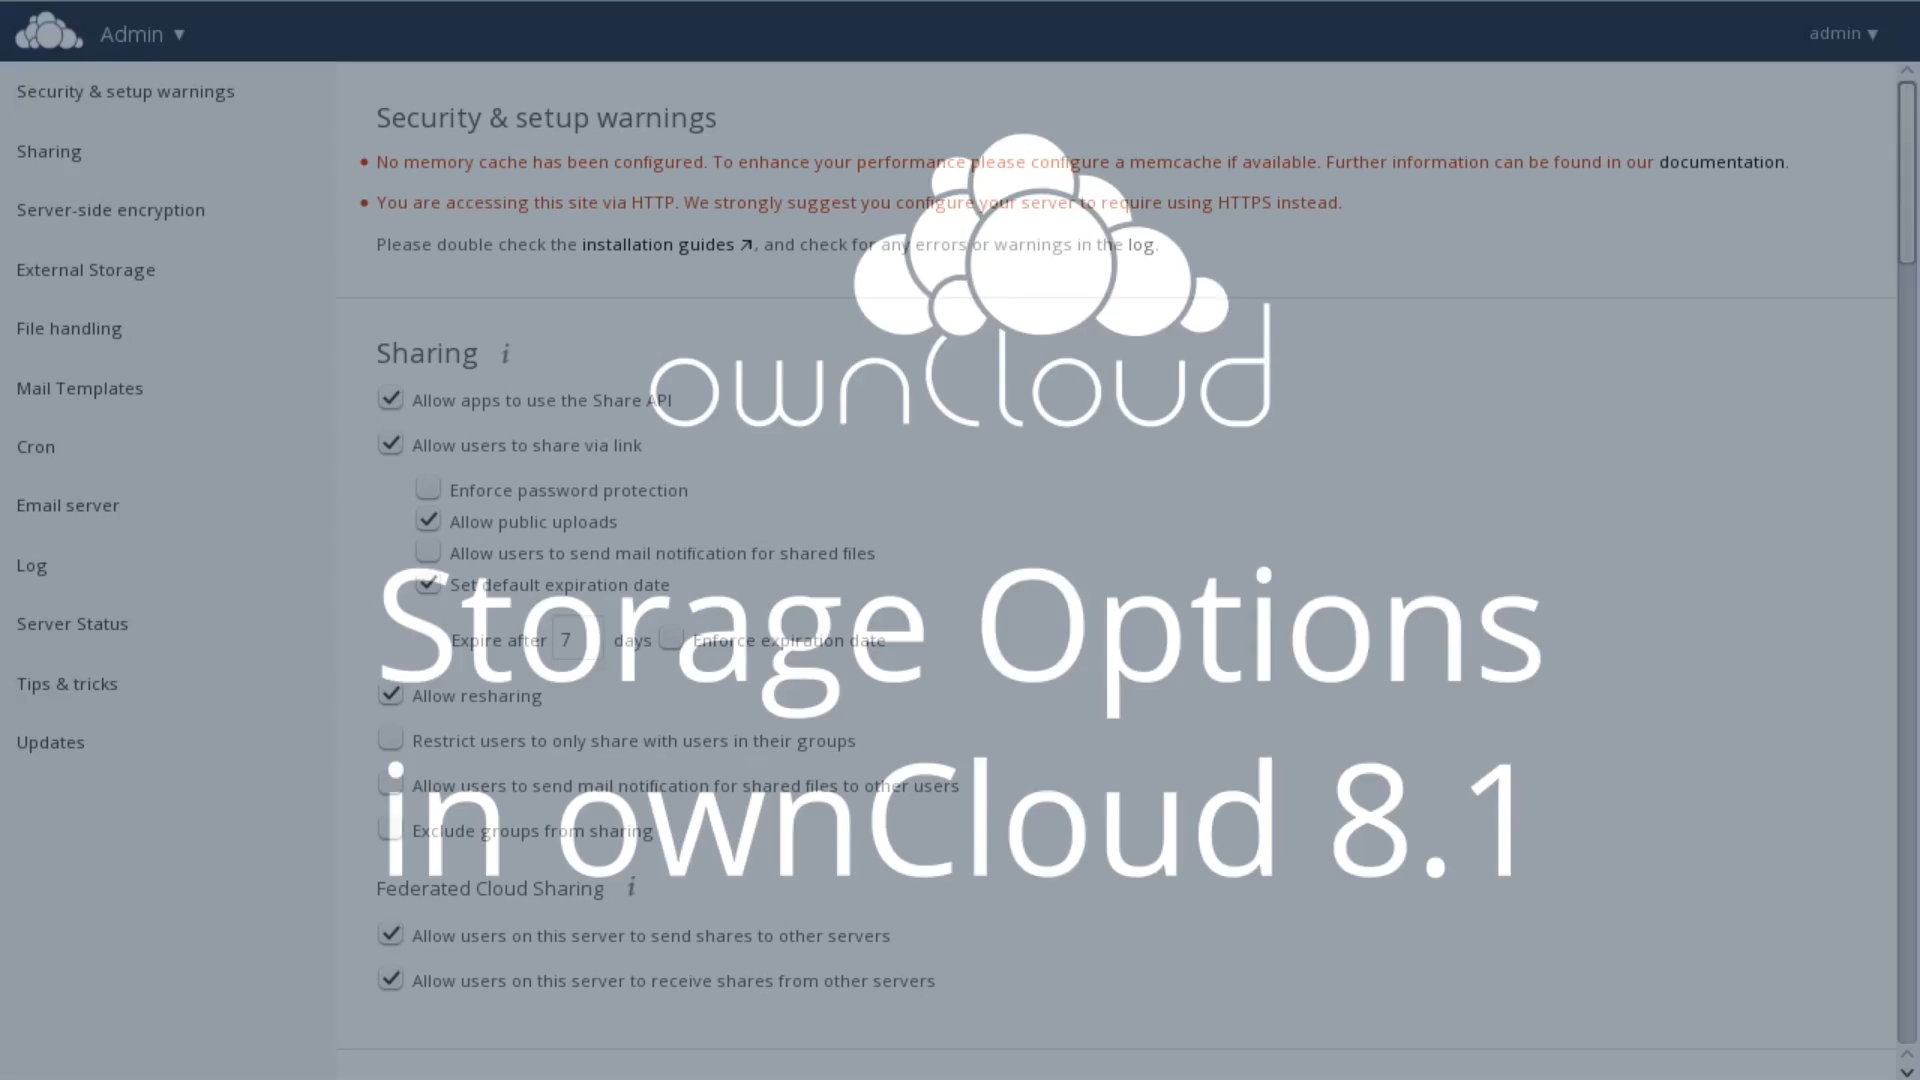 Admin ▼
admin ▼
Security & setup warnings
Sharing
Server-side encryption
External Storage
File handling
Mail Templates
Cron
Email server
Log
Server Status
Tips & tricks
Updates
Security & setup warnings
• No memory cache has been configured. To enhance your performance please configure a memcache if available. Further information can be found in our documentation.
• You are accessing this site via HTTP. We strongly suggest you configure your server to require using HTTPS instead.
Please double check the installation guides ↗, and check for any errors or warnings in the log.
ownCloud
Sharing i
Allow apps to use the Share API
Allow users to share via link
Enforce password protection
Allow public uploads
Allow users to send mail notification for shared files
Set default expiration date
Expire after 7 days Enforce expiration date
Allow resharing
Restrict users to only share with users in their groups
Allow users to send mail notification for shared files to other users
Exclude groups from sharing
Storage Options
in ownCloud 8.1
Federated Cloud Sharing i
Allow users on this server to send shares to other servers
Allow users on this server to receive shares from other servers